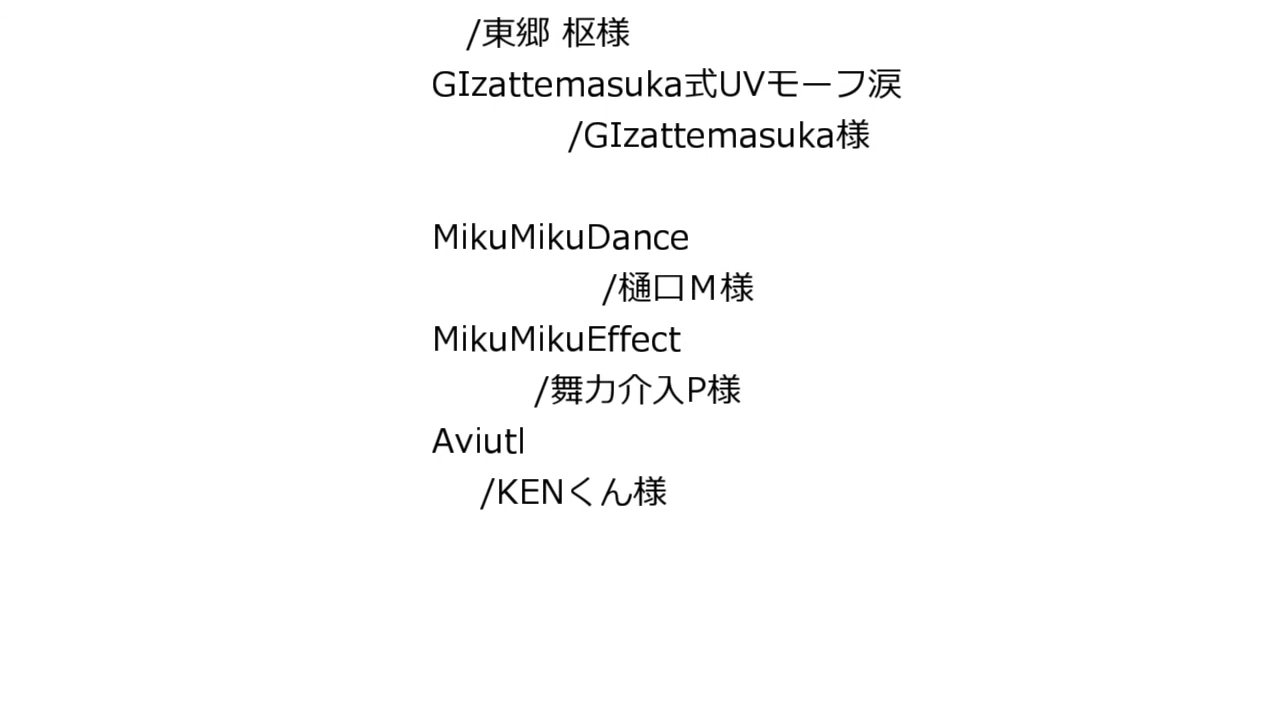 /東郷 枢様
GIzattemasuka式UVモーフ涙
/GIzattemasuka様
MikuMikuDance
/樋口Ｍ様
MikuMikuEffect
/舞力介入P様
Aviutl
/KENくん様